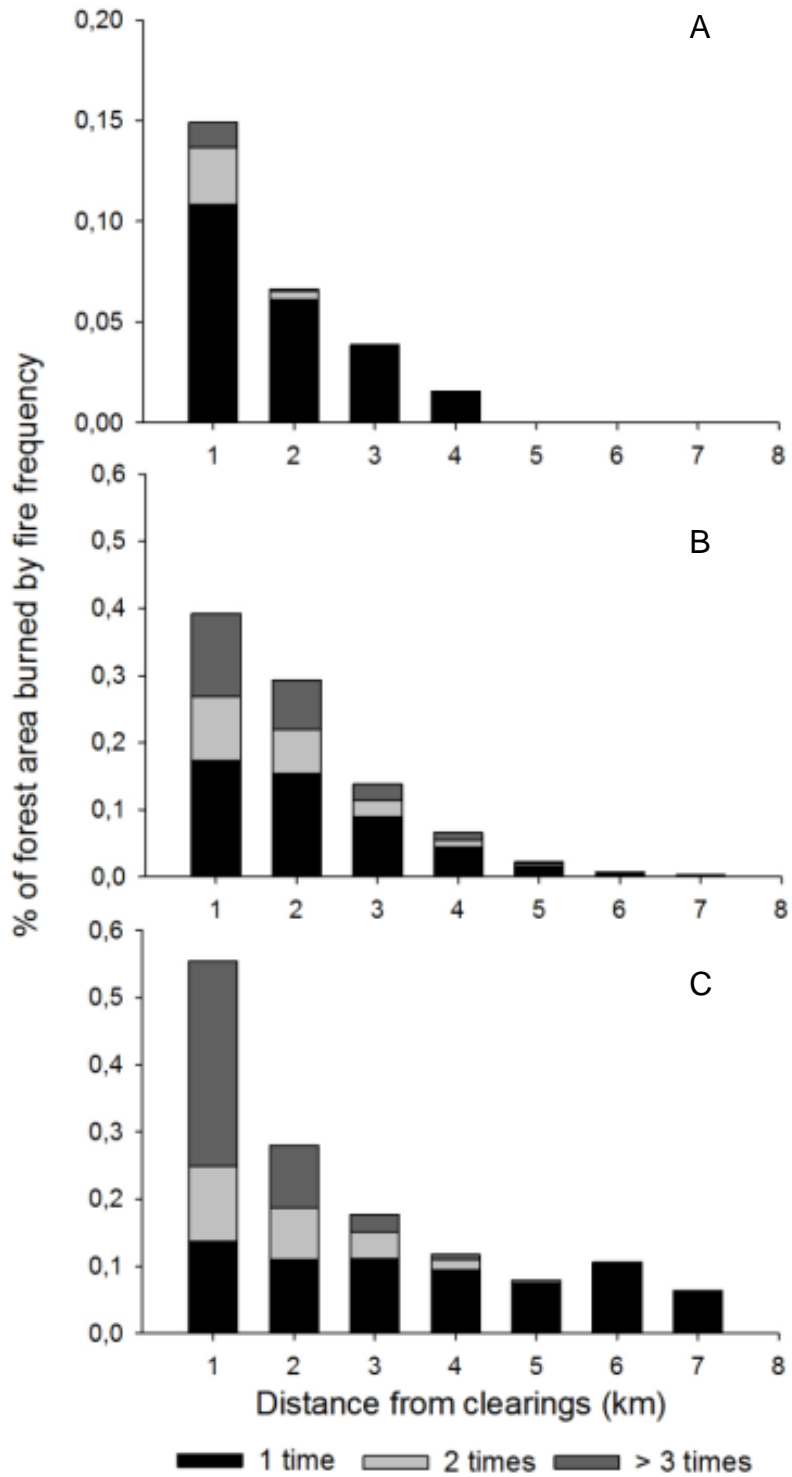 A
0,20
0,15
0,10
0,05
0,00
1 2 3 4 5 6 7 8
% of forest area burned by fire frequency
B
0,6
0,5
0,4
0,3
0,2
0,1
0,0
1 2 3 4 5 6 7 8
C
0,6
0,5
0,4
0,3
0,2
0,1
0,0
1 2 3 4 5 6 7 8
Distance from clearings (km)
1 time 2 times > 3 times